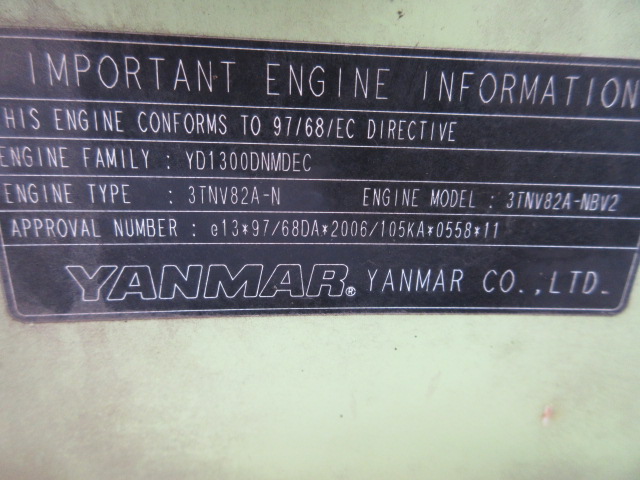 IMPORTANT ENGINE INFORMATION
HIS ENGINE CONFORMS TO 97/68/EC DIRECTIVE
ENGINE FAMILY : YD1300DNMDEC
ENGINE TYPE : 3TNV82A-N ENGINE MODEL : 3TNV82A-NBV2
APPROVAL NUMBER : e13*97/68DA*2006/105KA*0558*11
YANMAR® YANMAR CO.,LTD.